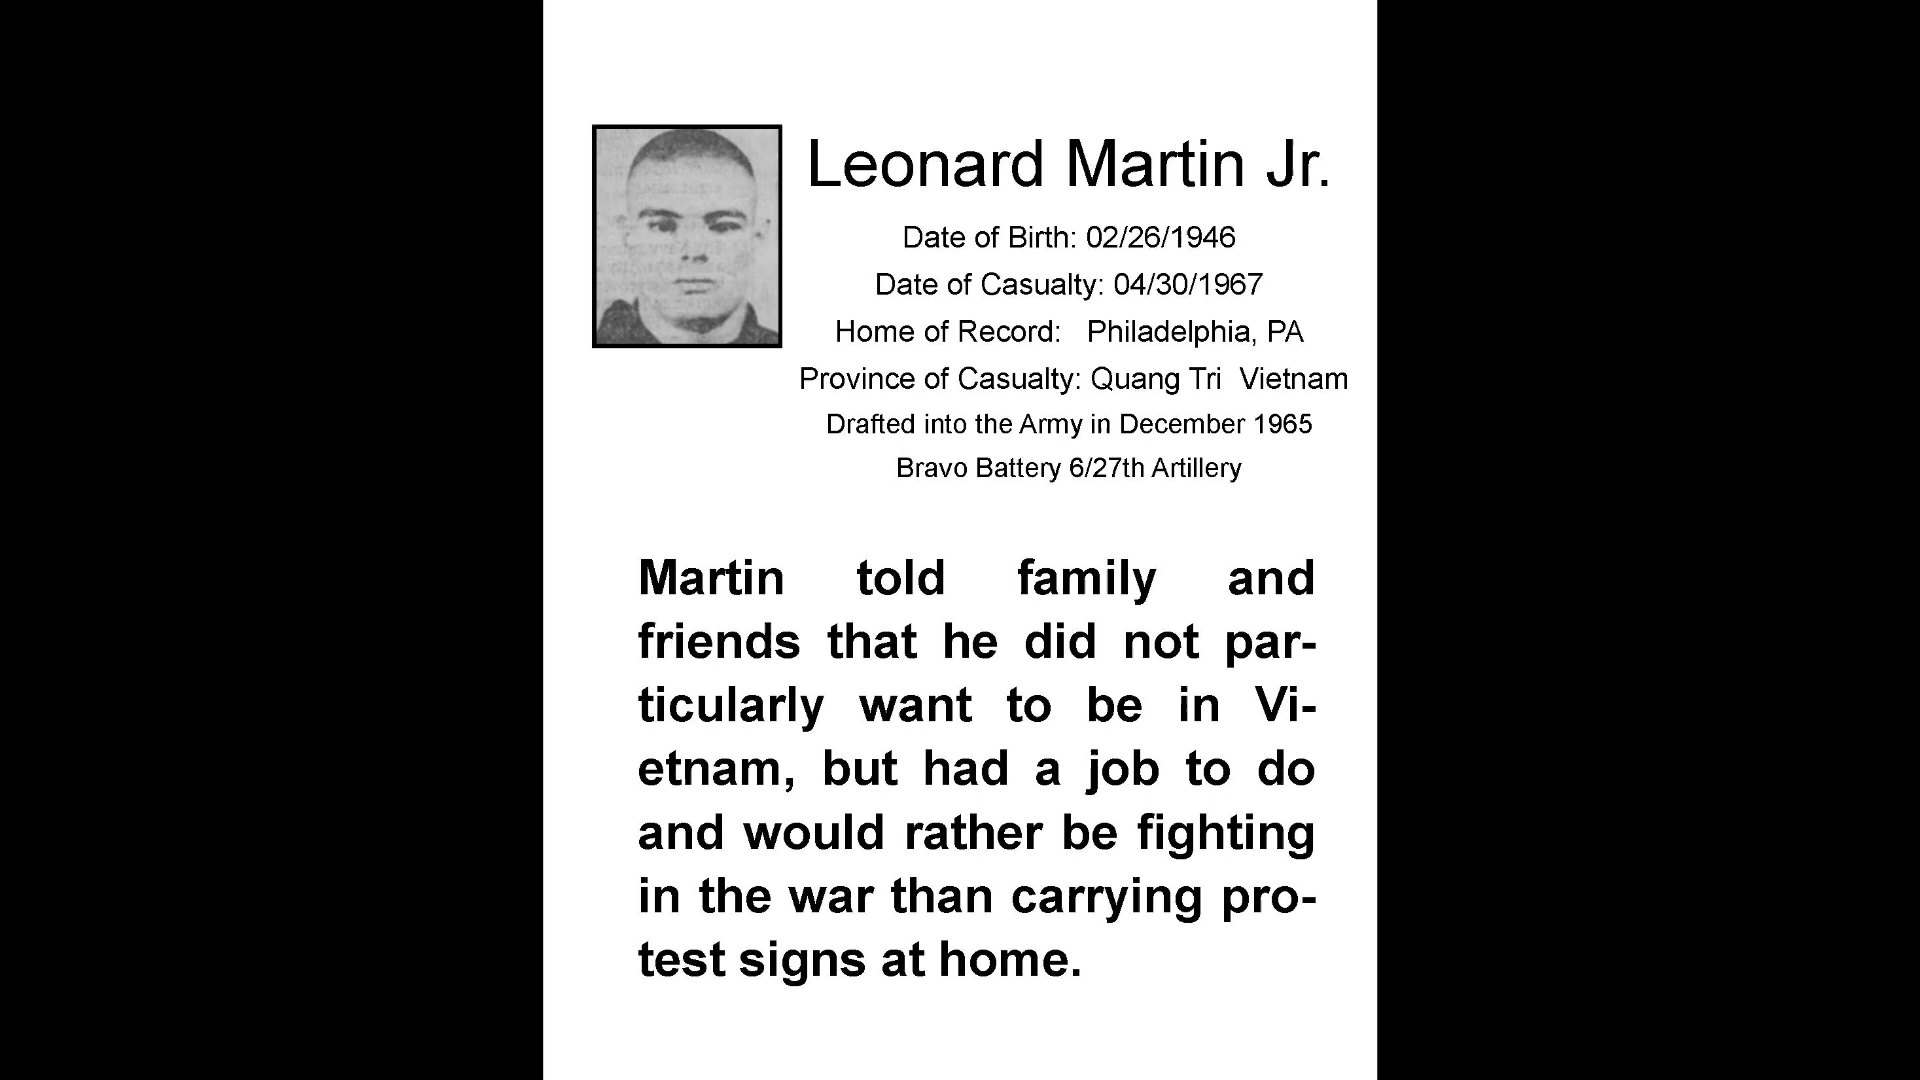 Leonard Martin Jr.
Date of Birth: 02/26/1946
Date of Casualty: 04/30/1967
Home of Record: Philadelphia, PA
Province of Casualty: Quang Tri Vietnam
Drafted into the Army in December 1965
Bravo Battery 6/27th Artillery
Martin told family and
friends that he did not par-
ticularly want to be in Vi-
etnam, but had a job to do
and would rather be fighting
in the war than carrying pro-
test signs at home.